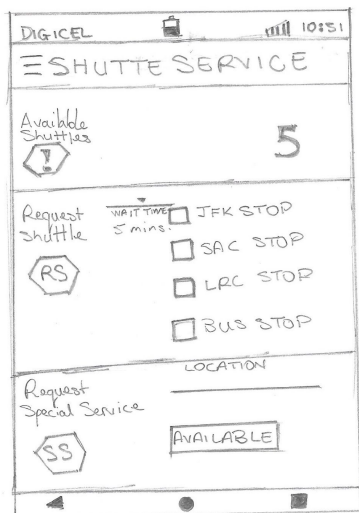 DIGICEL 10:51
SHUTTE SERVICE
Available
Shuttles
!
5
Request
Shuttle
RS
WAIT TIME
5 mins.
JFK STOP
SAC STOP
LRC STOP
BUS STOP
Request
Special Service
SS
LOCATION
AVAILABLE